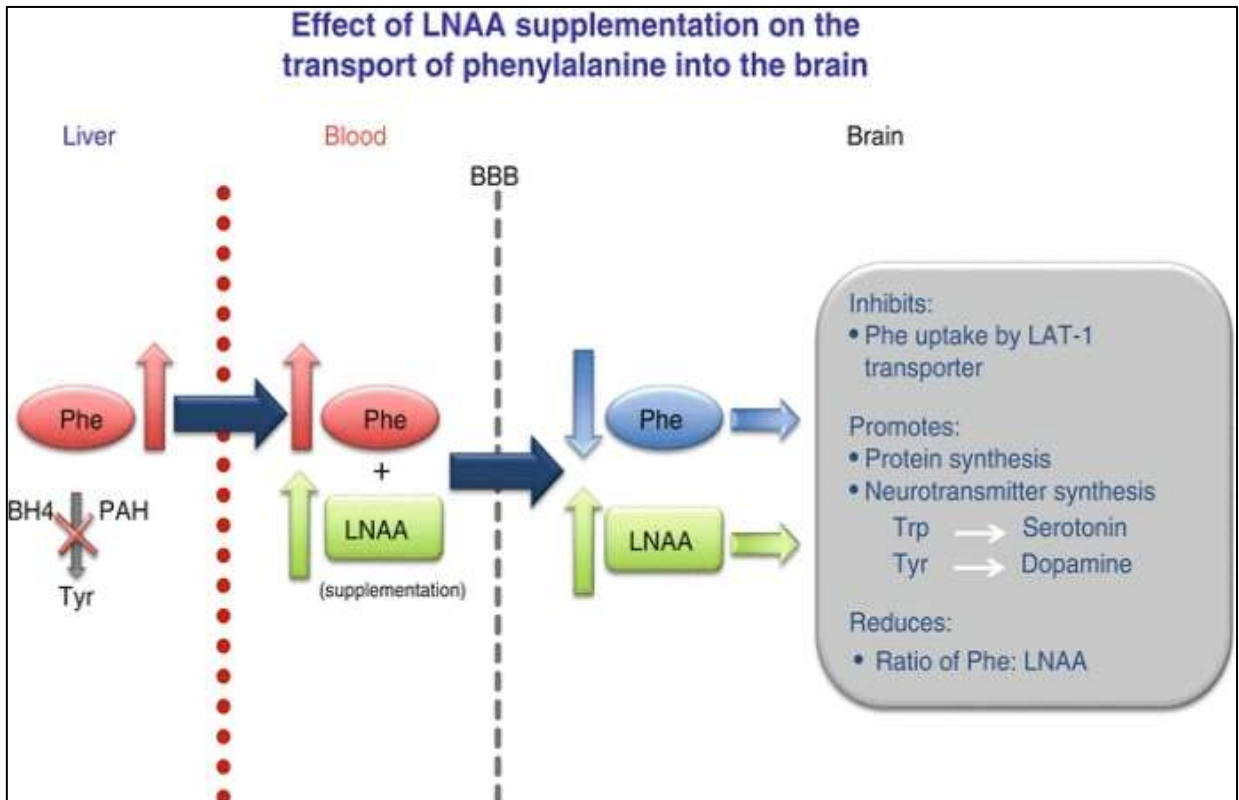 Effect of LNAA supplementation on the
transport of phenylalanine into the brain
Liver
Blood
Brain
BBB
Phe
Phe
+
LNAA
(supplementation)
BH4
PAH
Tyr
Phe
LNAA
Inhibits:
• Phe uptake by LAT-1
transporter
Promotes:
• Protein synthesis
• Neurotransmitter synthesis
Trp → Serotonin
Tyr → Dopamine
Reduces:
• Ratio of Phe: LNAA